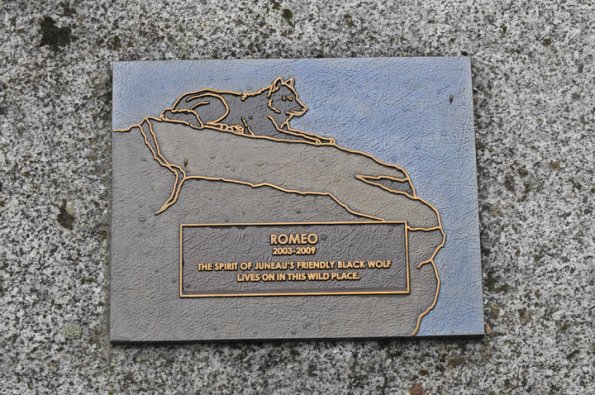 ROMEO
2003-2009
THE SPIRIT OF JUNEAU'S FRIENDLY BLACK WOLF
LIVES ON IN THIS WILD PLACE.